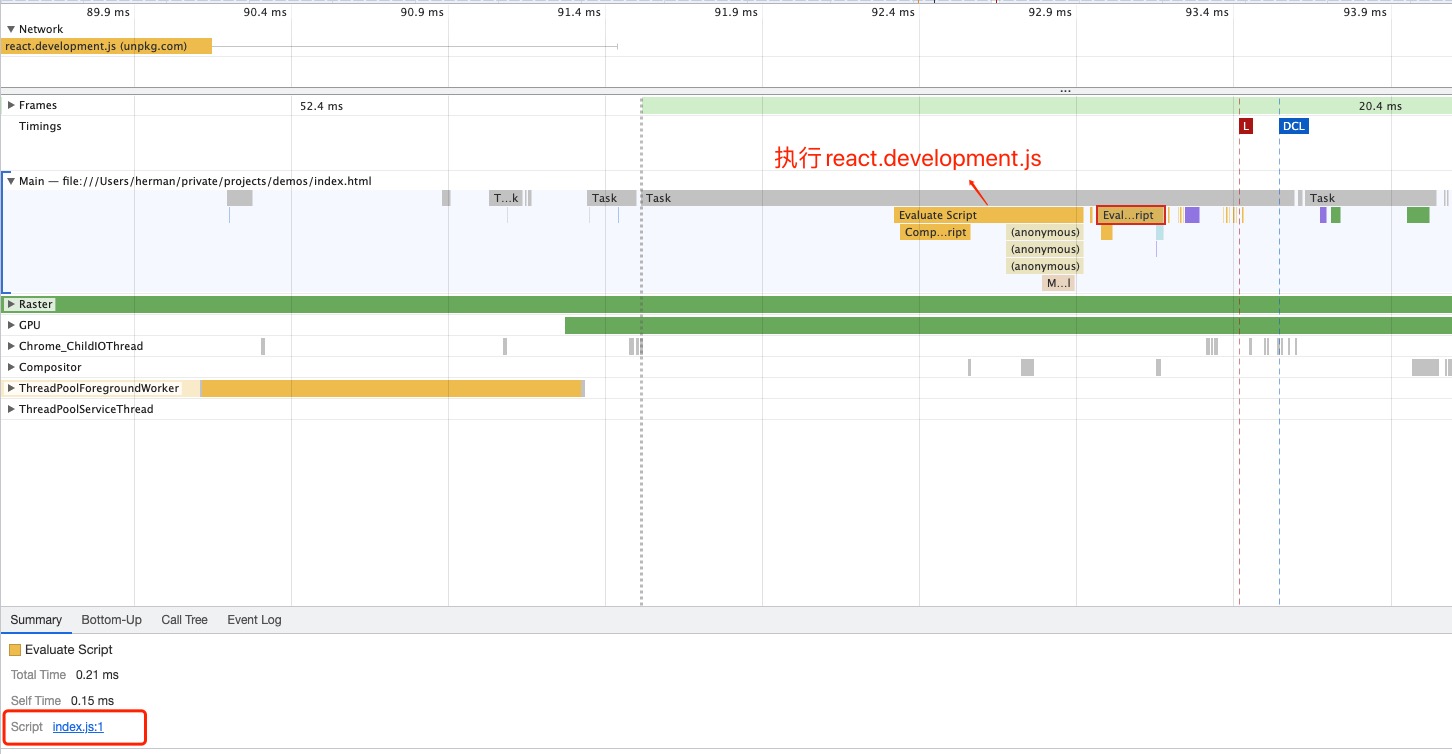 89.9 ms 90.4 ms 90.9 ms 91.4 ms 91.9 ms 92.4 ms 92.9 ms 93.4 ms 93.9 ms
Network
react.development.js (unpkg.com)
...
Frames 52.4 ms 20.4 ms
Timings L DCL
执行react.development.js
Main — file:///Users/herman/private/projects/demos/index.html
T...k Task Task Task
Evaluate Script Eval...ript
Comp...ript (anonymous)
(anonymous)
(anonymous)
M...l
Raster
GPU
Chrome_ChildIOThread
Compositor
ThreadPoolForegroundWorker
ThreadPoolServiceThread
Summary Bottom-Up Call Tree Event Log
Evaluate Script
Total Time 0.21 ms
Self Time 0.15 ms
Script index.js:1